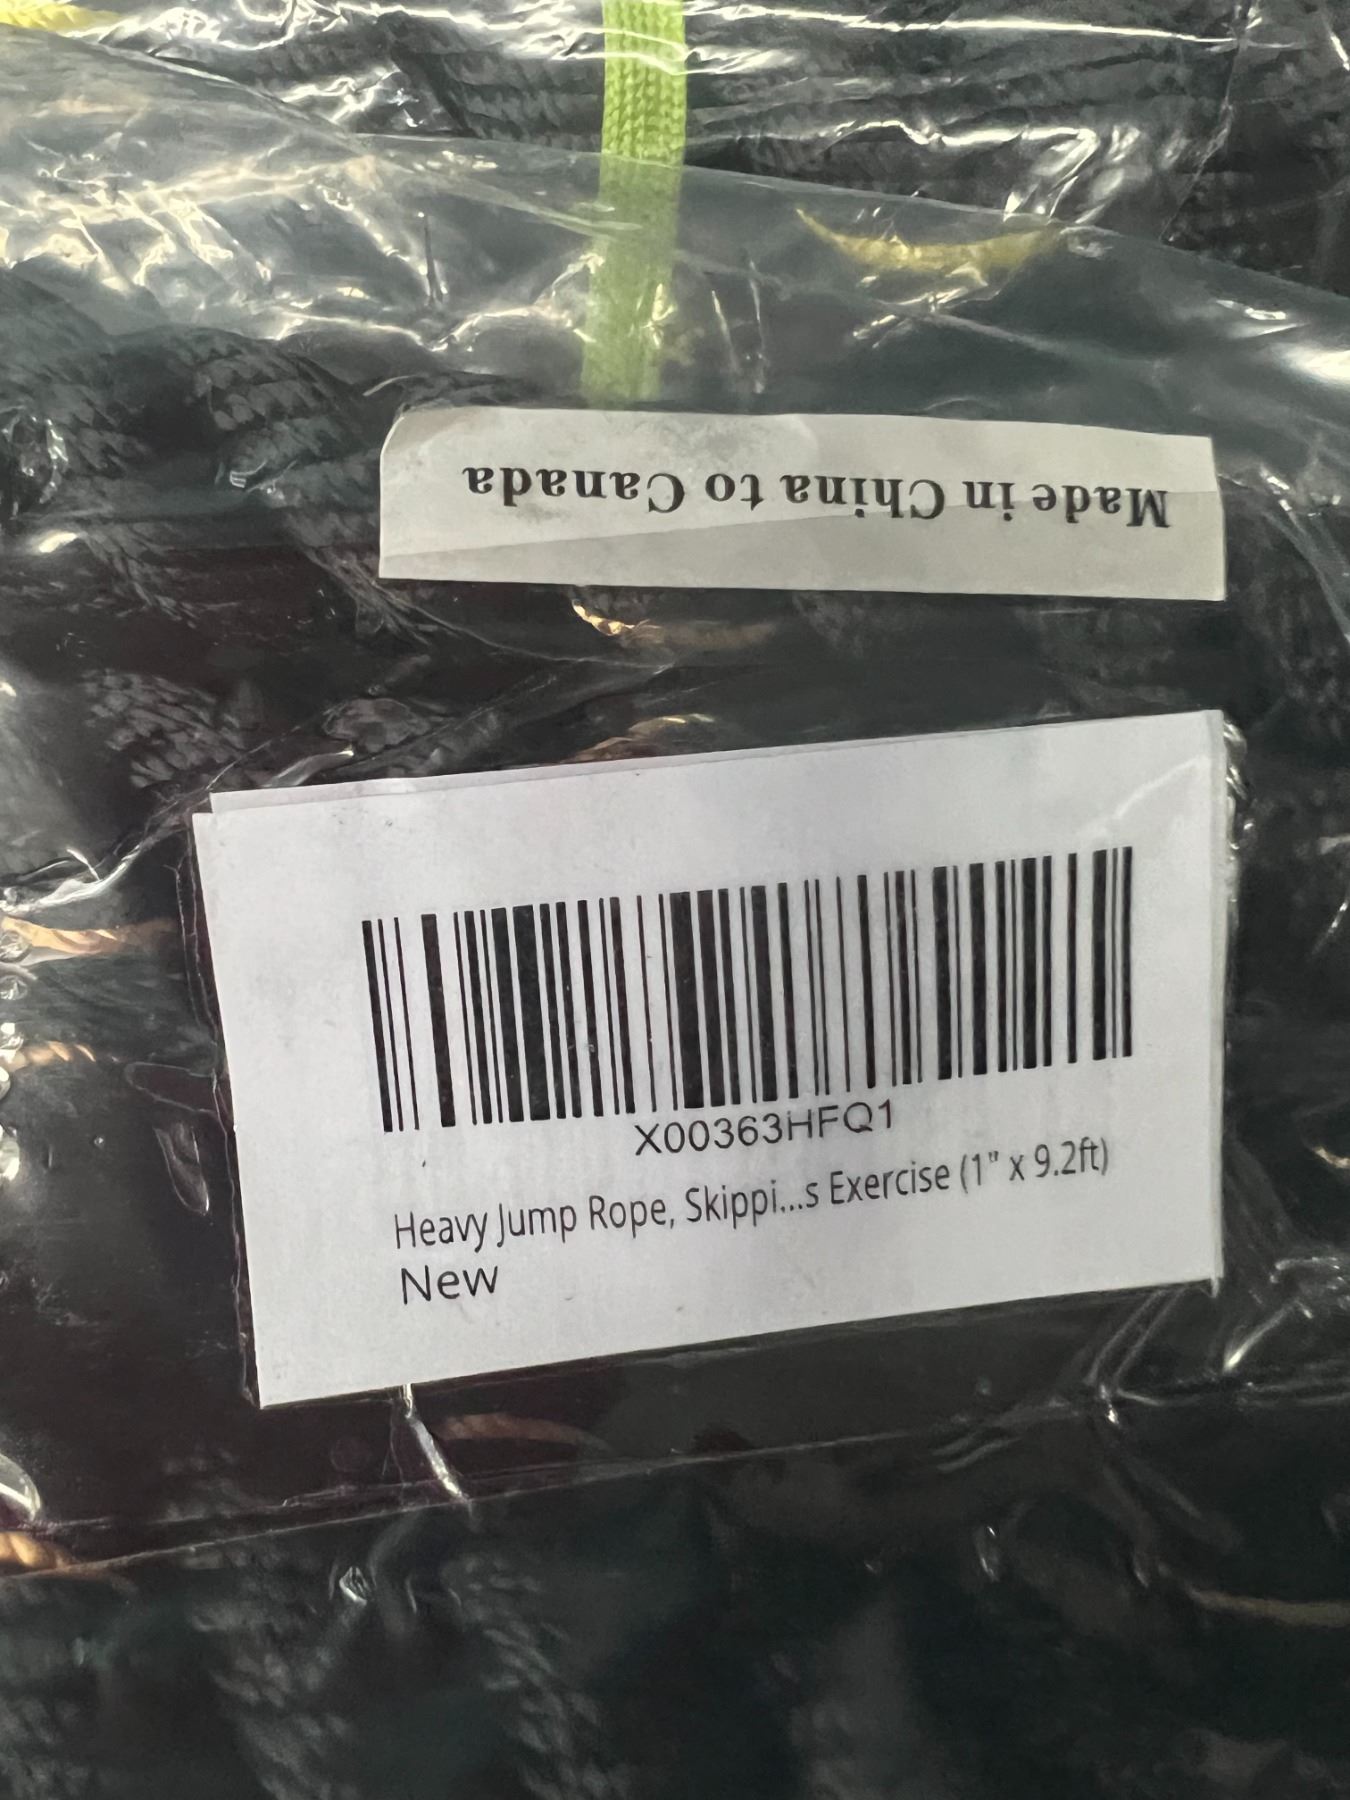 Made in China to Canada
X00363HFQ1
Heavy Jump Rope, Skippi...s Exercise (1" x 9.2ft)
New